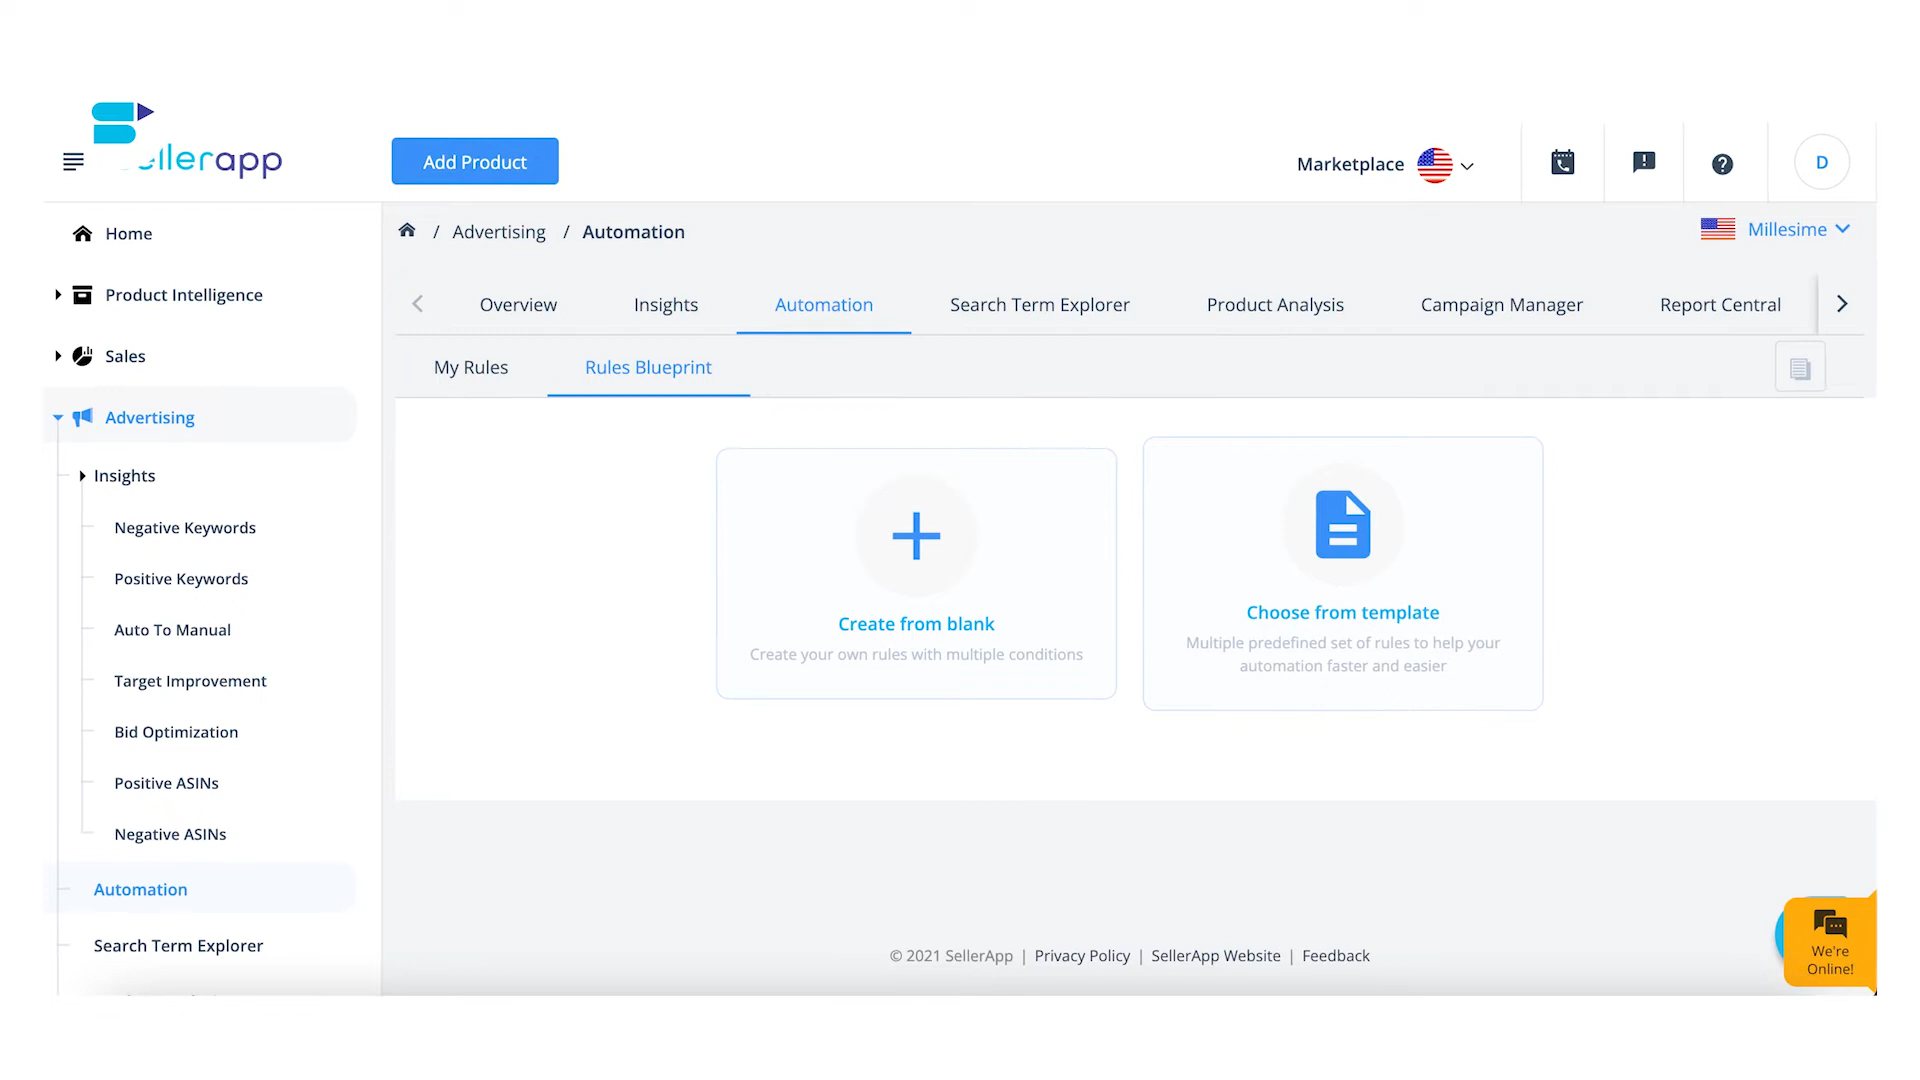 sellerapp
Add Product
Marketplace
D
Home
Product Intelligence
Sales
Advertising
Insights
Negative Keywords
Positive Keywords
Auto To Manual
Target Improvement
Bid Optimization
Positive ASINs
Negative ASINs
Automation
Search Term Explorer
/ Advertising / Automation
Millesime
Overview Insights Automation Search Term Explorer Product Analysis Campaign Manager Report Central
My Rules Rules Blueprint
Create from blank
Create your own rules with multiple conditions
Choose from template
Multiple predefined set of rules to help your
automation faster and easier
© 2021 SellerApp | Privacy Policy | SellerApp Website | Feedback
We're
Online!